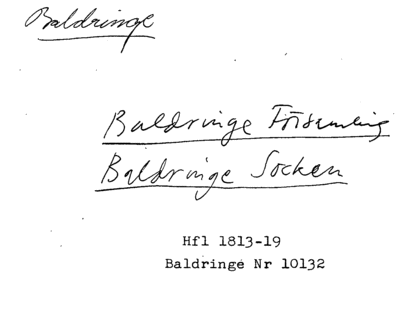 Baldringe
Baldringe Församling
Baldringe Socken
Hfl 1813-19
Baldringe Nr 10132